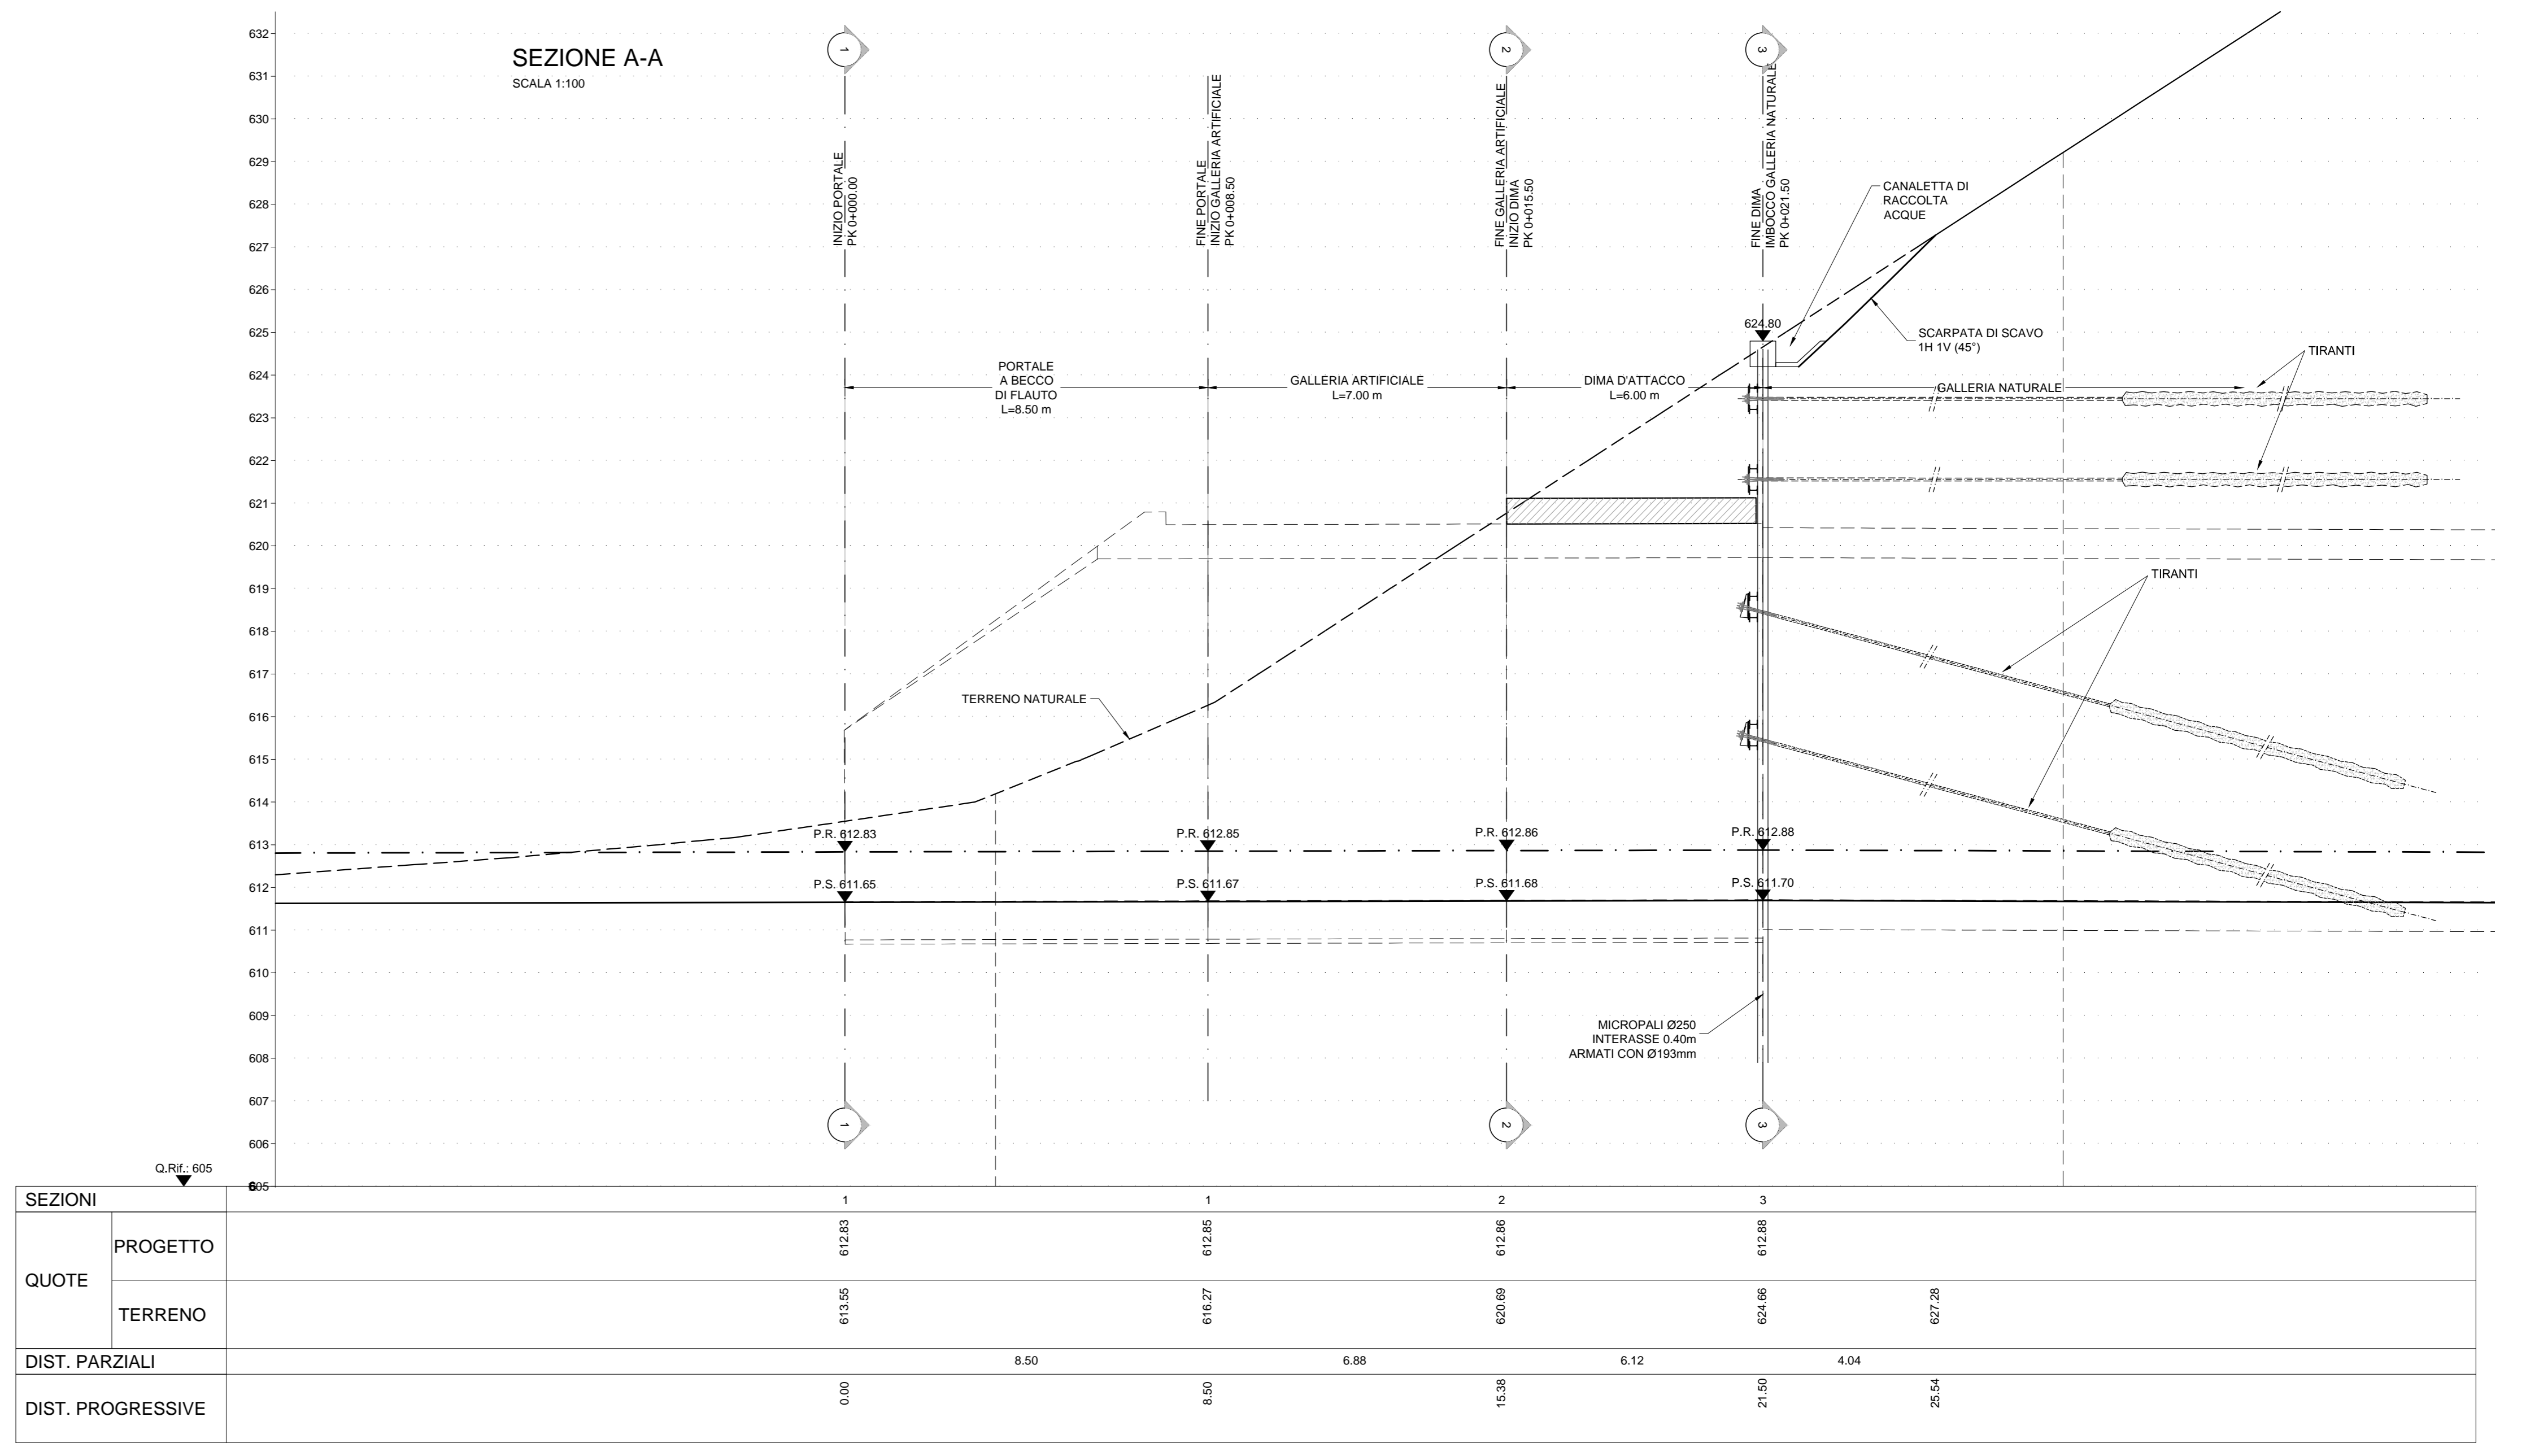 SEZIONE A-A
SCALA 1:100
632
631
630
629
628
627
626
625
624
623
622
621
620
619
618
617
616
615
614
613
612
611
610
609
608
607
606
605
1
2
3
INIZIO PORTALE
PK 0+000.00
FINE PORTALE
INIZIO GALLERIA ARTIFICIALE
PK 0+008.50
FINE GALLERIA ARTIFICIALE
INIZIO DIMA
PK 0+015.50
FINE DIMA
IMBOCCO GALLERIA NATURALE
PK 0+021.50
CANALETTA DI
RACCOLTA
ACQUE
624.80
SCARPATA DI SCAVO
1H 1V (45°)
TIRANTI
PORTALE
A BECCO
DI FLAUTO
L=8.50 m
GALLERIA ARTIFICIALE
L=7.00 m
DIMA D'ATTACCO
L=6.00 m
GALLERIA NATURALE
TIRANTI
TERRENO NATURALE
P.R. 612.83
P.R. 612.85
P.R. 612.86
P.R. 612.88
P.S. 611.65
P.S. 611.67
P.S. 611.68
P.S. 611.70
MICROPALI Ø250
INTERASSE 0.40m
ARMATI CON Ø193mm
1
2
3
Q.Rif.: 605
SEZIONI
1
1
2
3
QUOTE
PROGETTO
612.83
612.85
612.86
612.88
TERRENO
613.55
616.27
620.69
624.66
627.28
DIST. PARZIALI
8.50
6.88
6.12
4.04
DIST. PROGRESSIVE
0.00
8.50
15.38
21.50
25.54